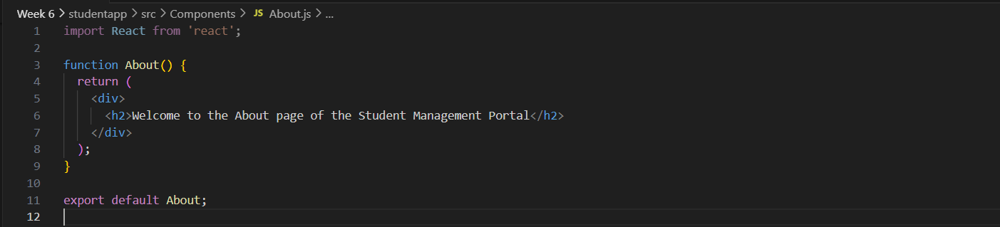 Week 6 > studentapp > src > Components > JS About.js > ...
1 import React from 'react';
2
3 function About() {
4 return (
5 <div>
6 <h2>Welcome to the About page of the Student Management Portal</h2>
7 </div>
8 );
9 }
10
11 export default About;
12